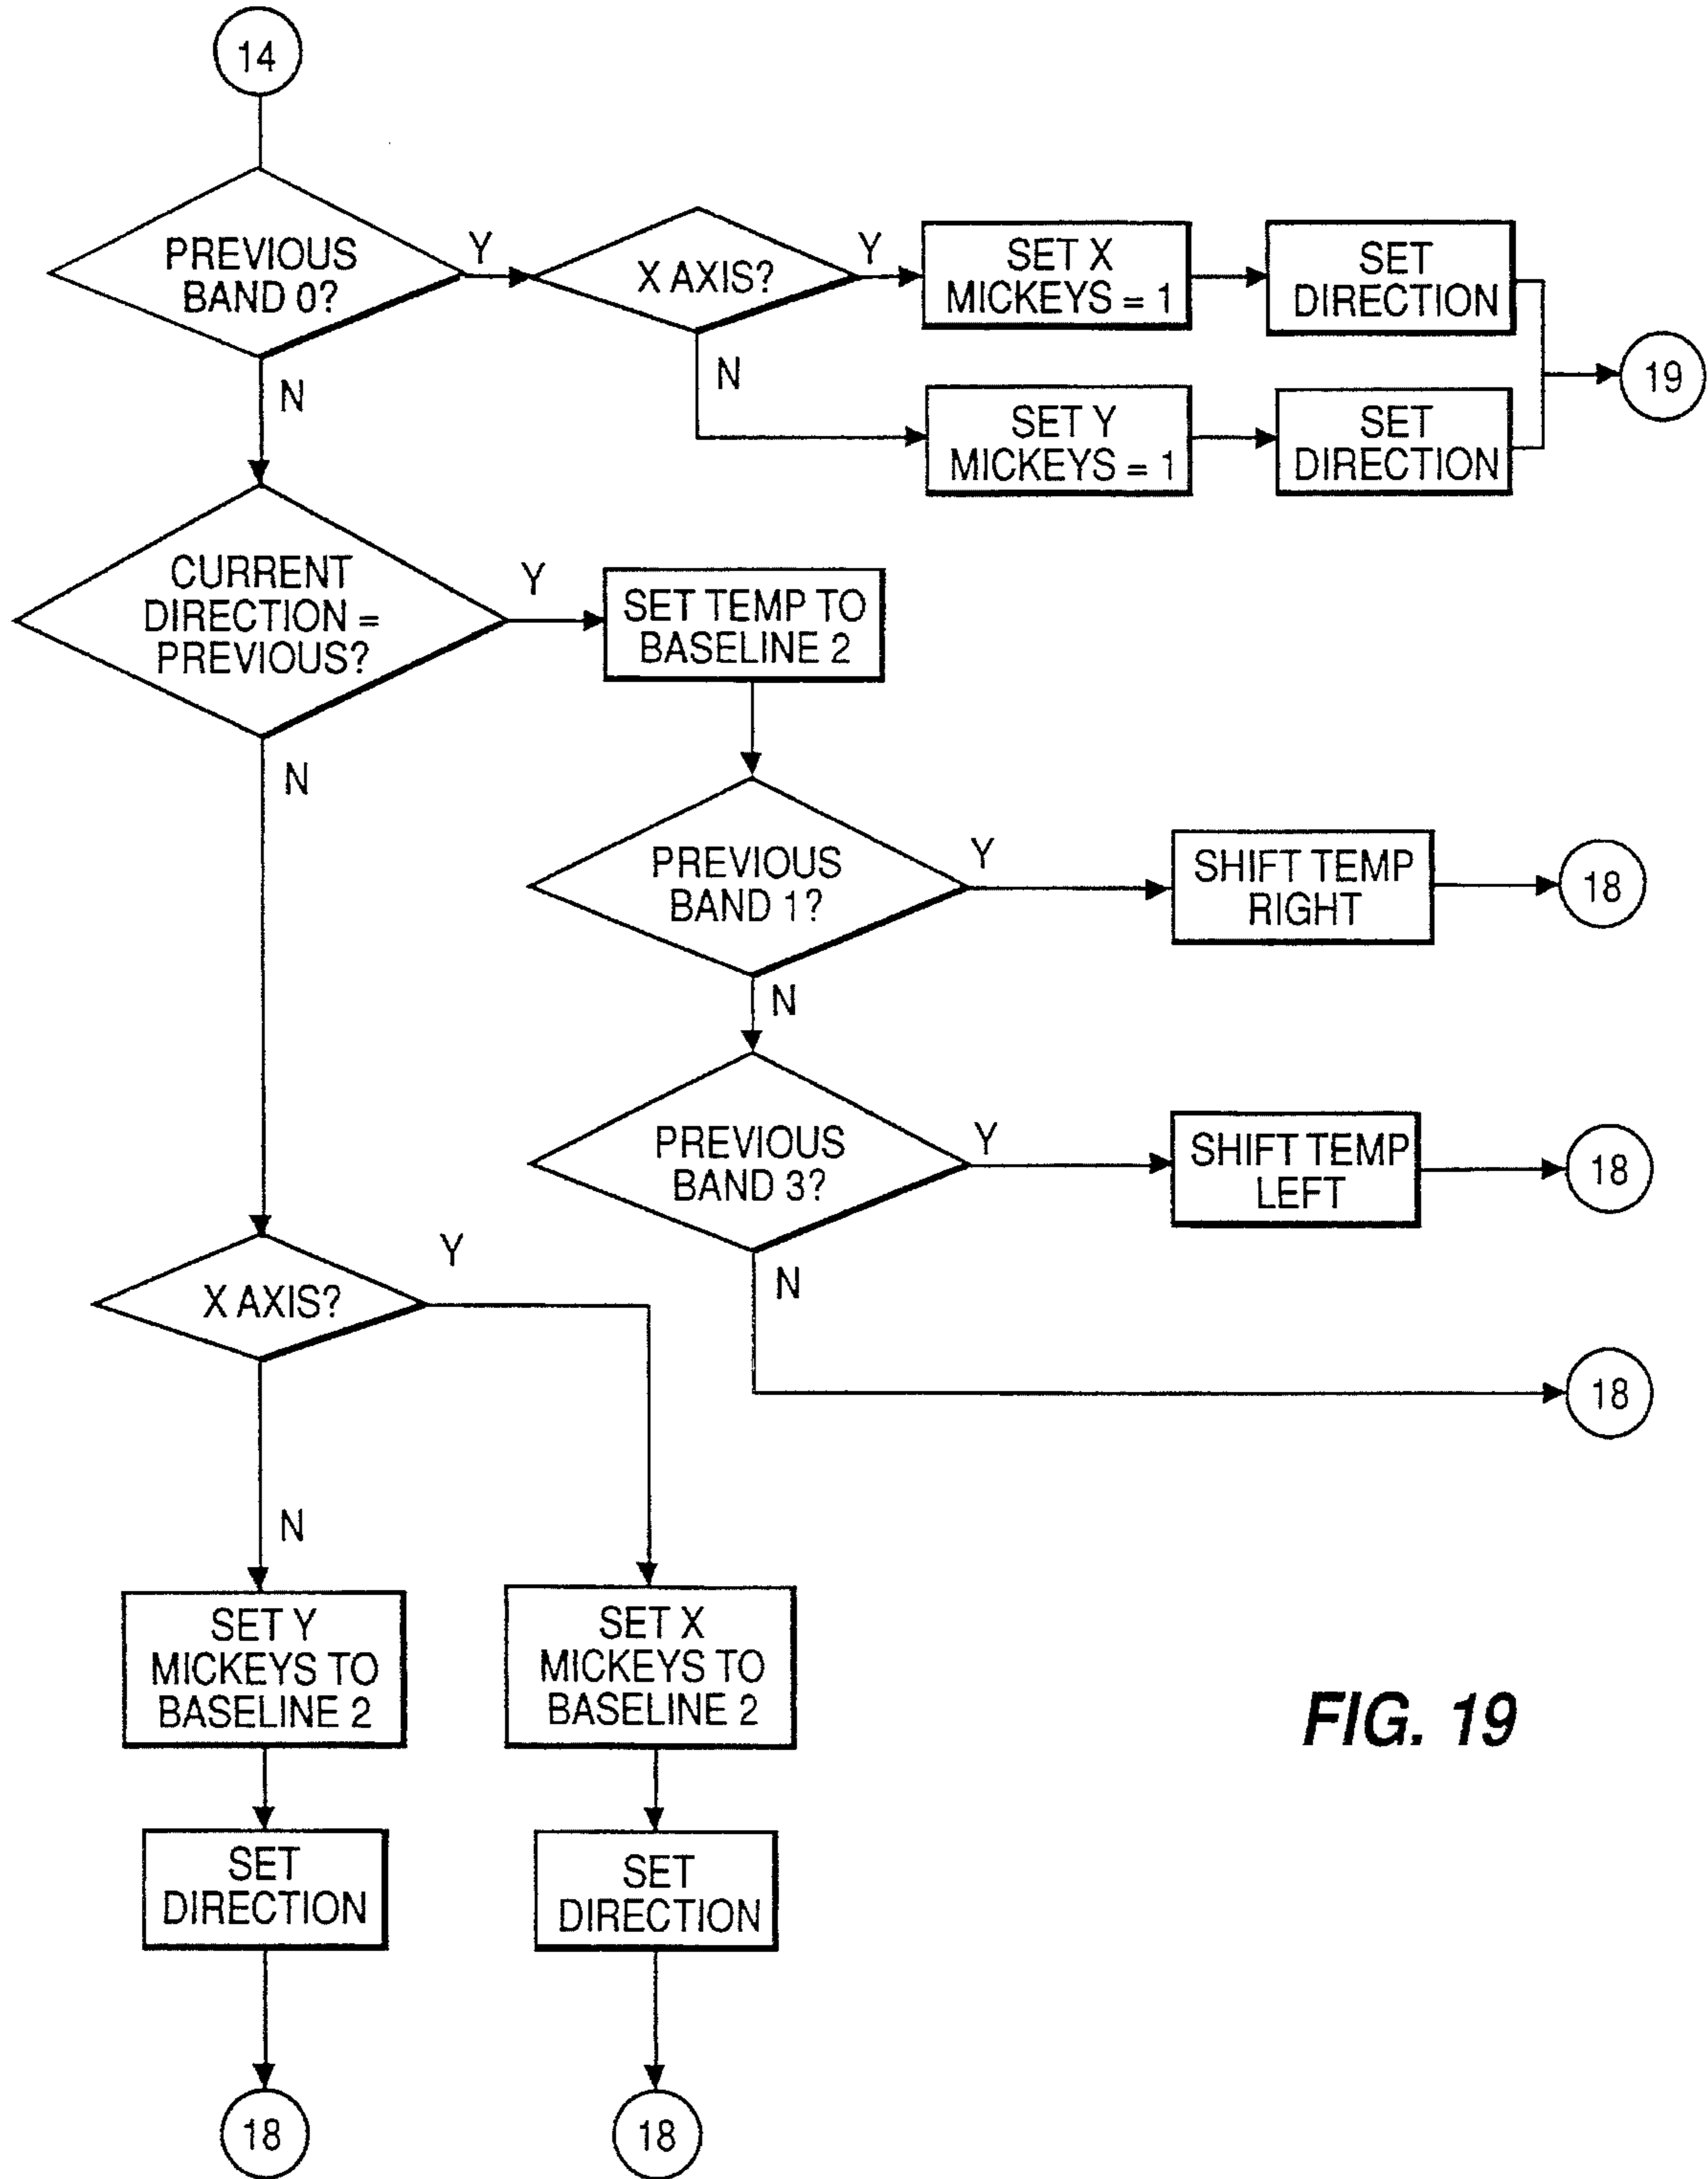 14
PREVIOUS
BAND 0?
Y
X AXIS?
Y
SET X
MICKEYS = 1
SET
DIRECTION
19
N
N
SET Y
MICKEYS = 1
SET
DIRECTION
CURRENT
DIRECTION =
PREVIOUS?
Y
SET TEMP TO
BASELINE 2
N
PREVIOUS
BAND 1?
Y
SHIFT TEMP
RIGHT
18
N
PREVIOUS
BAND 3?
Y
SHIFT TEMP
LEFT
18
N
18
X AXIS?
Y
N
SET Y
MICKEYS TO
BASELINE 2
SET X
MICKEYS TO
BASELINE 2
SET
DIRECTION
SET
DIRECTION
18
18
FIG. 19